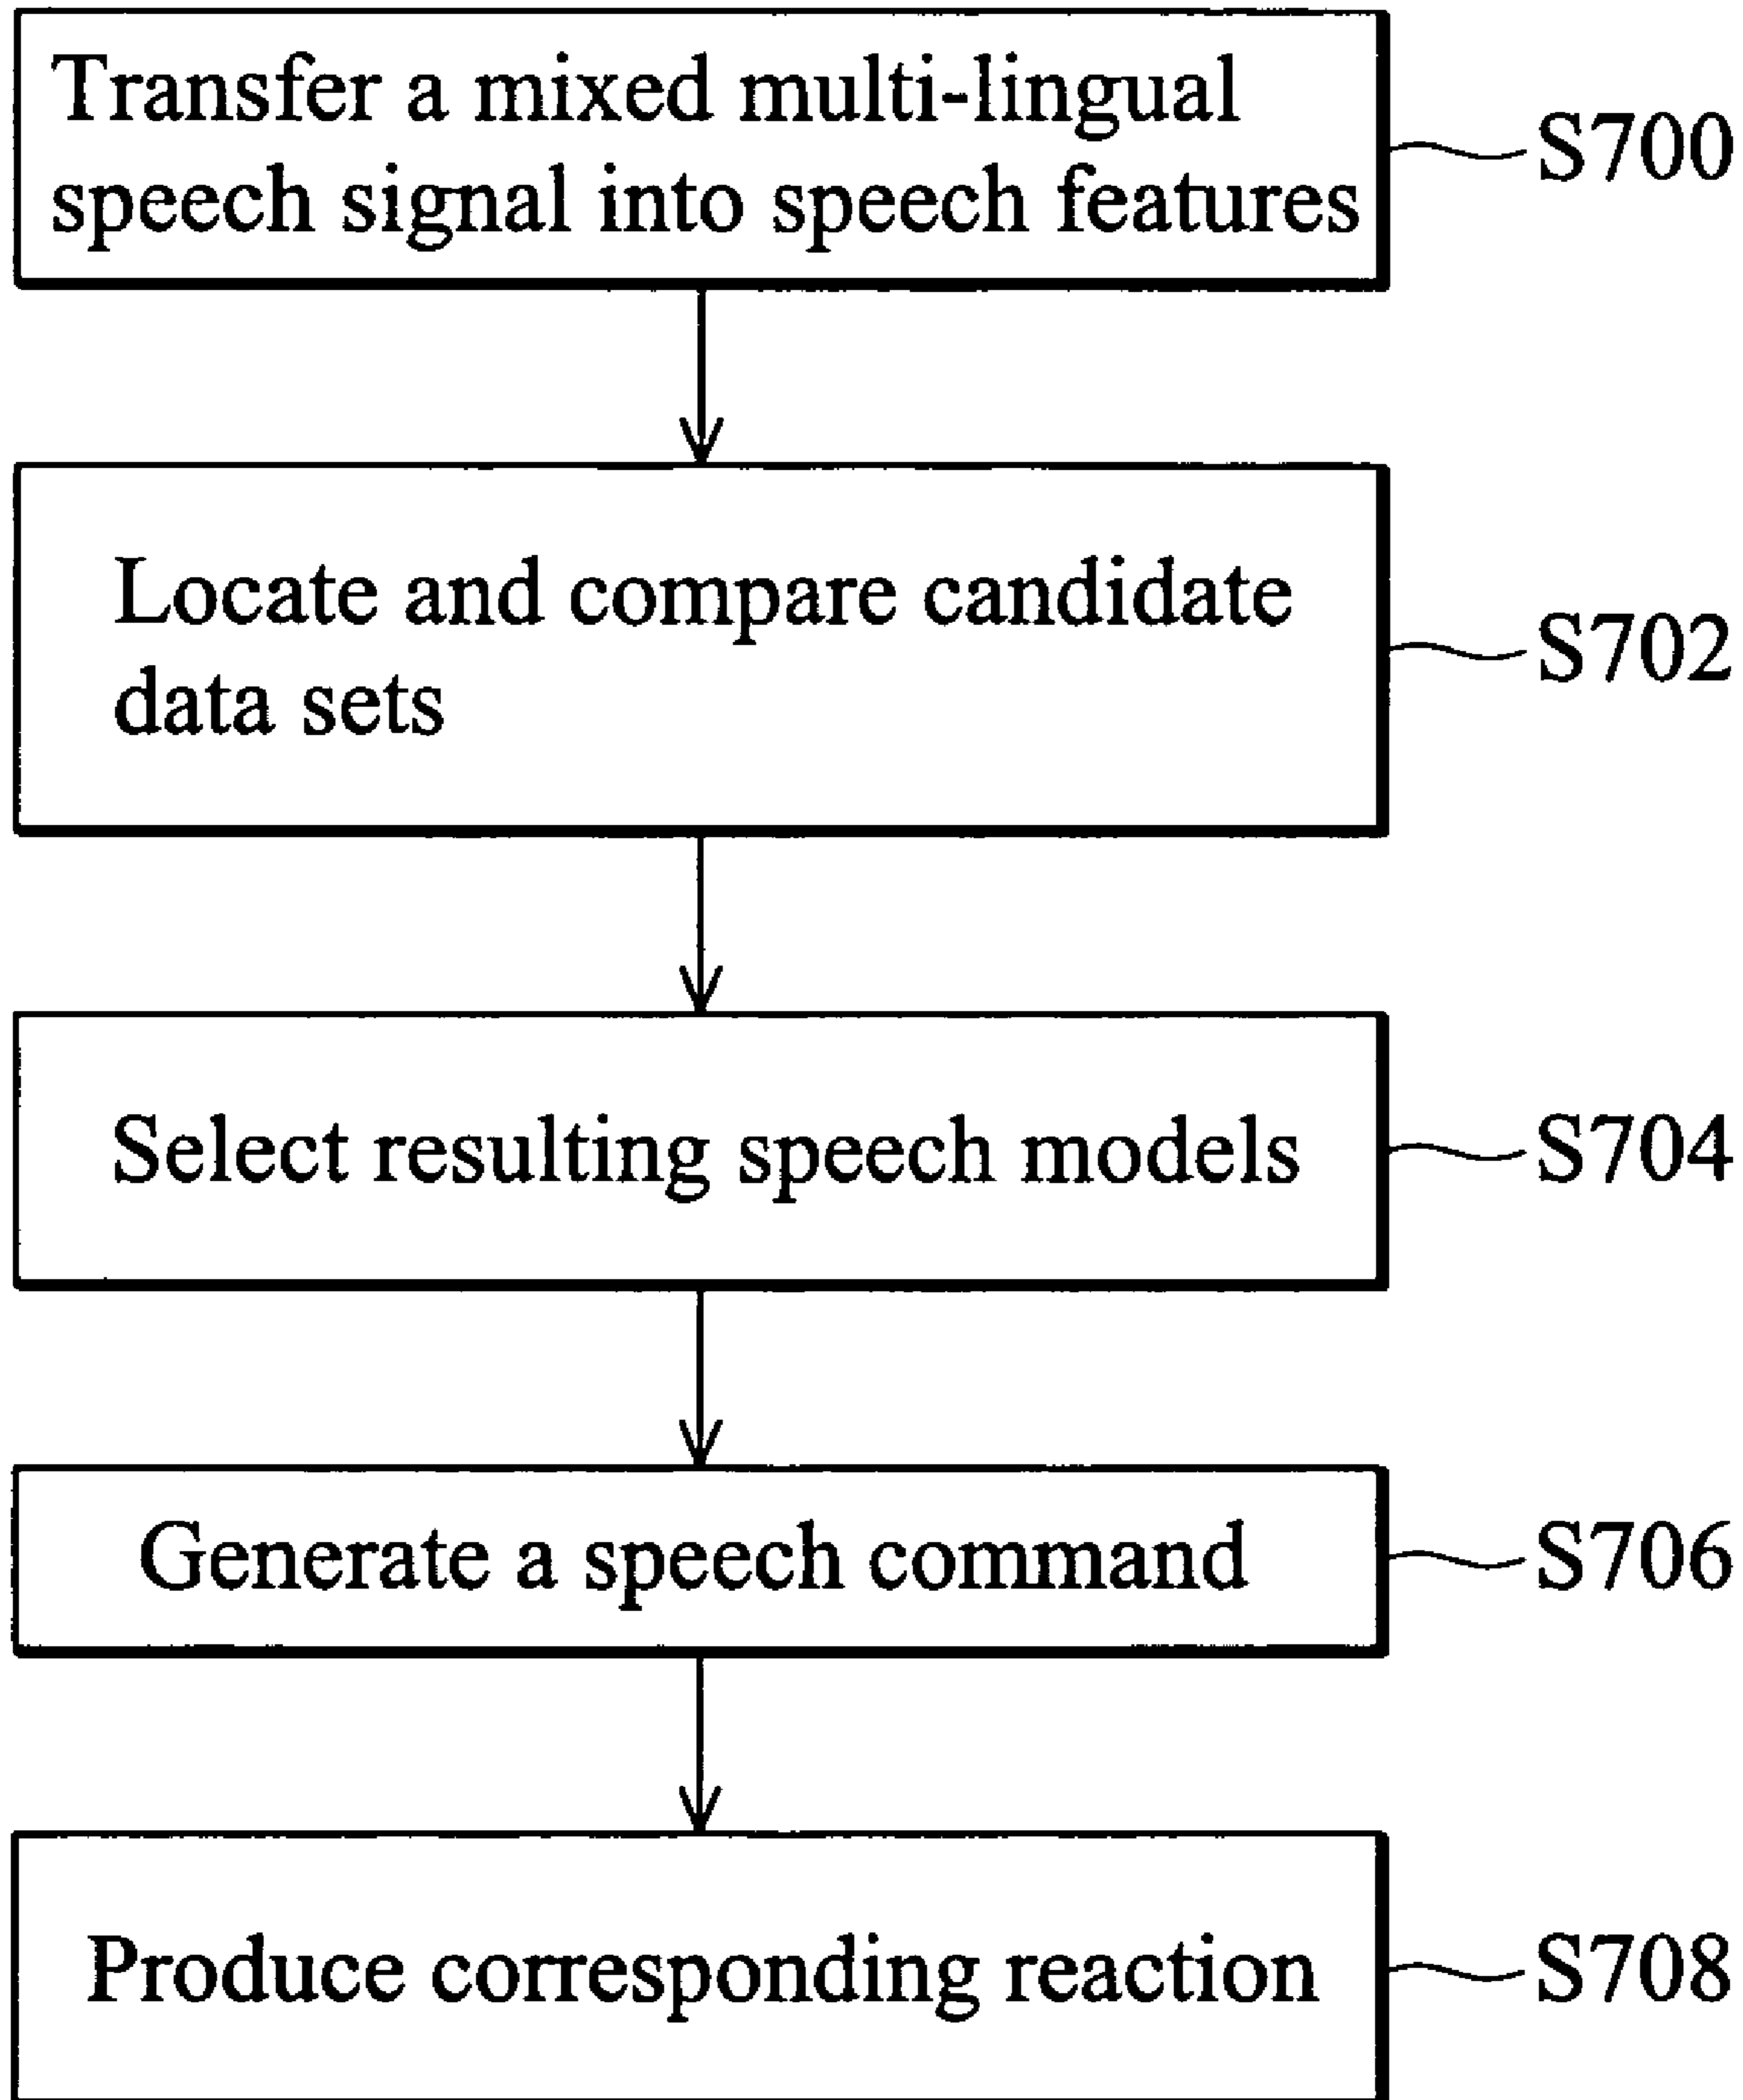 Transfer a mixed multi-lingual
speech signal into speech features
S700
Locate and compare candidate
data sets
S702
Select resulting speech models
S704
Generate a speech command
S706
Produce corresponding reaction
S708